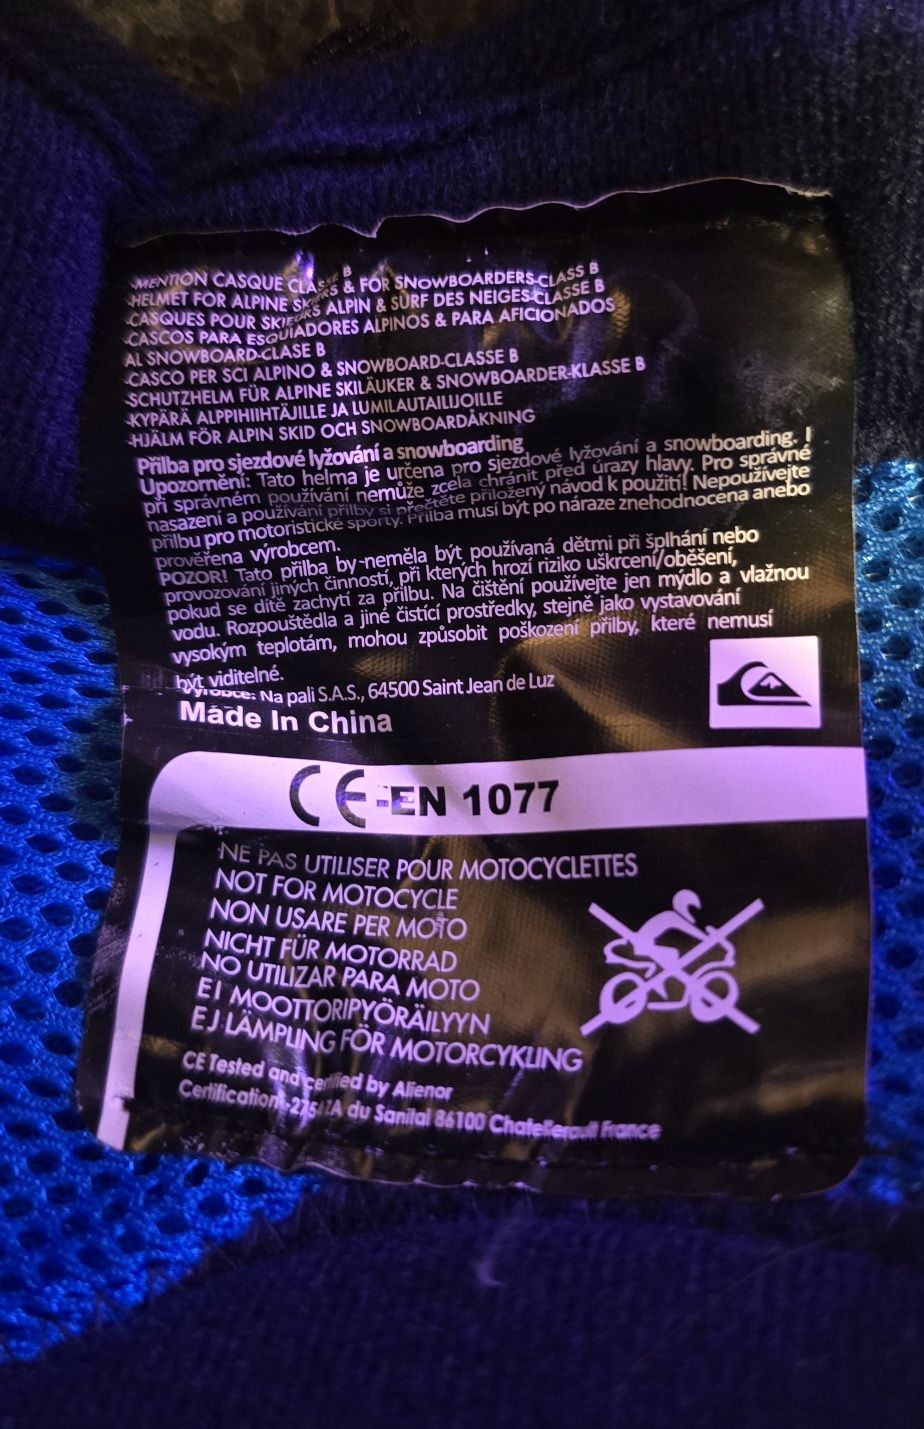 -MENTION CASQUE CLASSE B
-HELMET FOR ALPINE SKIERS & FOR SNOWBOARDERS-CLASS B
-CASQUES POUR SKIEURS ALPIN & SURF DES NEIGES-CLASSE B
-CASCOS PARA ESQUIADORES ALPINOS & PARA AFICIONADOS
AL SNOWBOARD-CLASE B
-CASCO PER SCI ALPINO & SNOWBOARD-CLASSE B
-SCHUTZHELM FÜR ALPINE SKILÄUKER & SNOWBOARDER-KLASSE B
-KYPÄRÄ ALPPIHIIHTÄJILLE JA LUMILAUTAILIJOILLE
-HJÄLM FÖR ALPIN SKID OCH SNOWBOARDÅKNING
Přilba pro sjezdové lyžování a snowboarding
Upozornění: Tato helma je určena pro sjezdové lyžování a snowboarding. I
při správném používání nemůže zcela chránit před úrazy hlavy. Pro správné
nasazení a používání přilby si přečtěte přiložený návod k použití! Nepoužívejte
přilbu pro motoristické sporty. Přilba musí být po náraze znehodnocena anebo
prověřena výrobcem.
POZOR! Tato přilba by neměla být používaná dětmi při šplhání nebo
provozování jiných činností, při kterých hrozí riziko uškrcení/oběšení,
pokud se dítě zachytí za přilbu. Na čištění používejte jen mýdlo a vlažnou
vodu. Rozpouštědla a jiné čistící prostředky, stejně jako vystavování
vysokým teplotám, mohou způsobit poškození přilby, které nemusí
být viditelné.
Výrobce: Na pali S.A.S., 64500 Saint Jean de Luz
Made In China
CE-EN 1077
NE PAS UTILISER POUR MOTOCYCLETTES
NOT FOR MOTOCYCLE
NON USARE PER MOTO
NICHT FÜR MOTORRAD
NO UTILIZAR PARA MOTO
EI MOOTTORIPYÖRÄILYYN
EJ LÄMPLING FÖR MOTORCYKLING
CE Tested and certified by Alienor
Certification du Sanital 86100 Chatellerault France